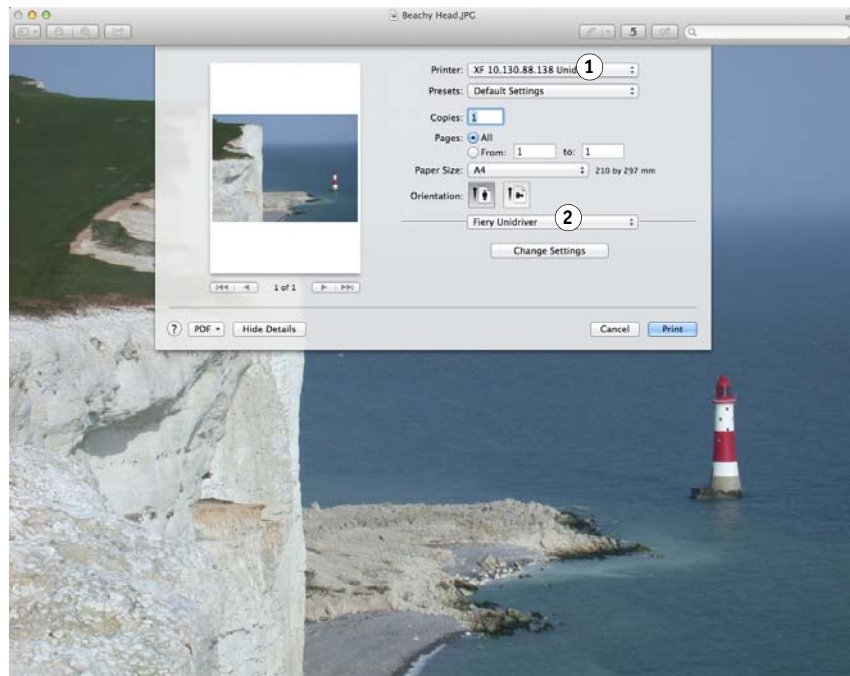 Beachy Head.JPG
Printer: XF 10.130.88.138 Unid 1
Presets: Default Settings
Copies: 1
Pages: All
From: 1 to: 1
Paper Size: A4 210 by 297 mm
Orientation:
Fiery Unidriver 2
Change Settings
1 of 1
? PDF Hide Details Cancel Print